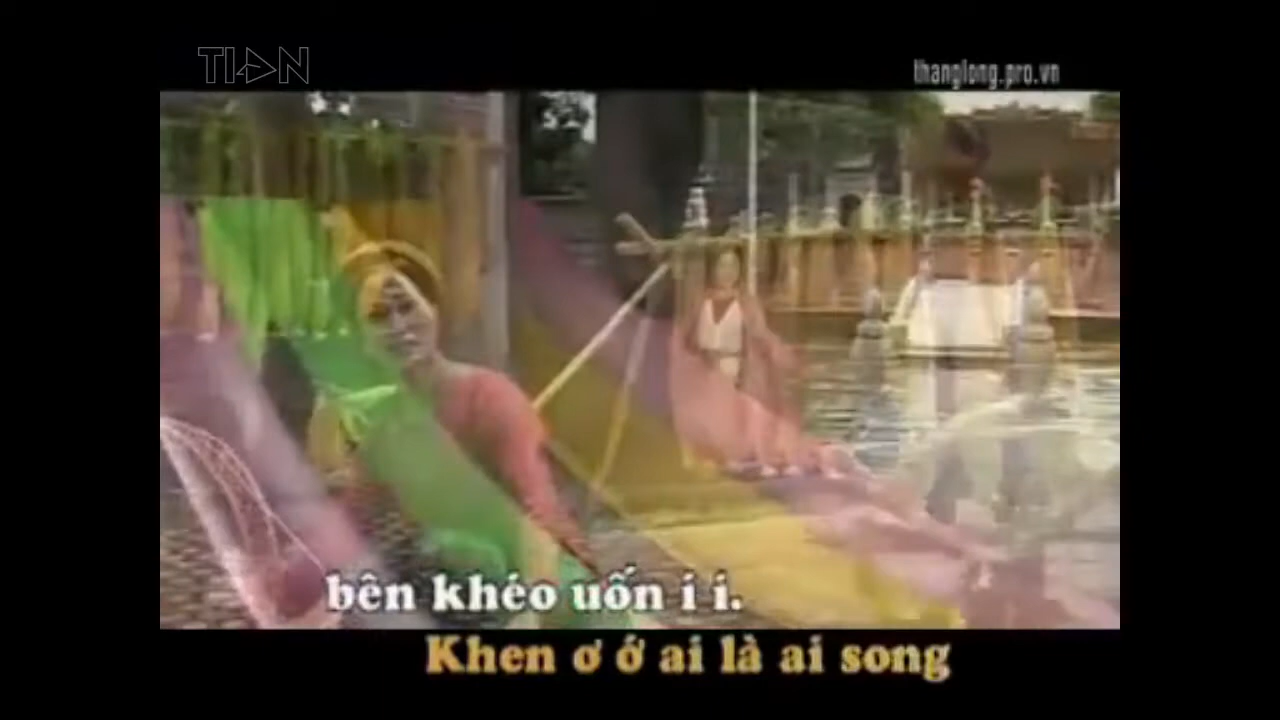 TIAN
thanglong.pro.vn
bên khéo uốn í i.
Khen ơ ớ ai là ai song